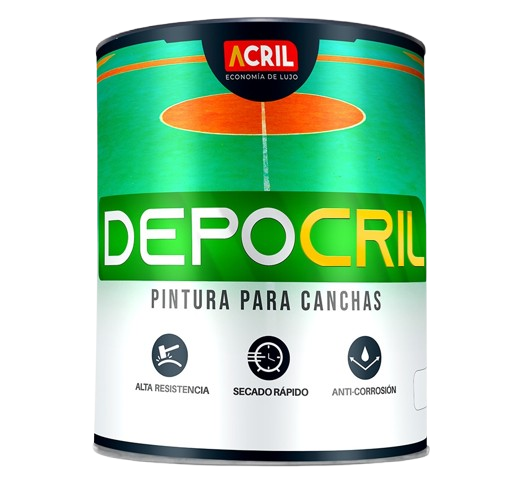 ACRIL
ECONOMÍA DE LUJO
DEPOCRIL
PINTURA PARA CANCHAS
ALTA RESISTENCIA
SECADO RÁPIDO
ANTI-CORROSIÓN